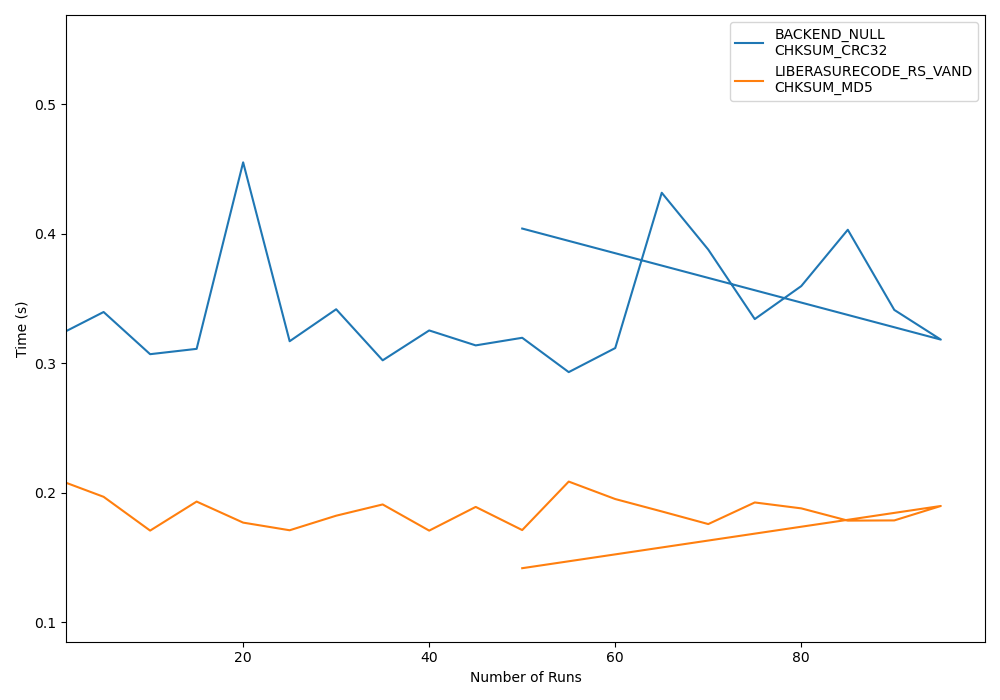 BACKEND_NULL
CHKSUM_CRC32
LIBERASURECODE_RS_VAND
CHKSUM_MD5
0.5
0.4
0.3
0.2
0.1
Time (s)
20
40
60
80
Number of Runs